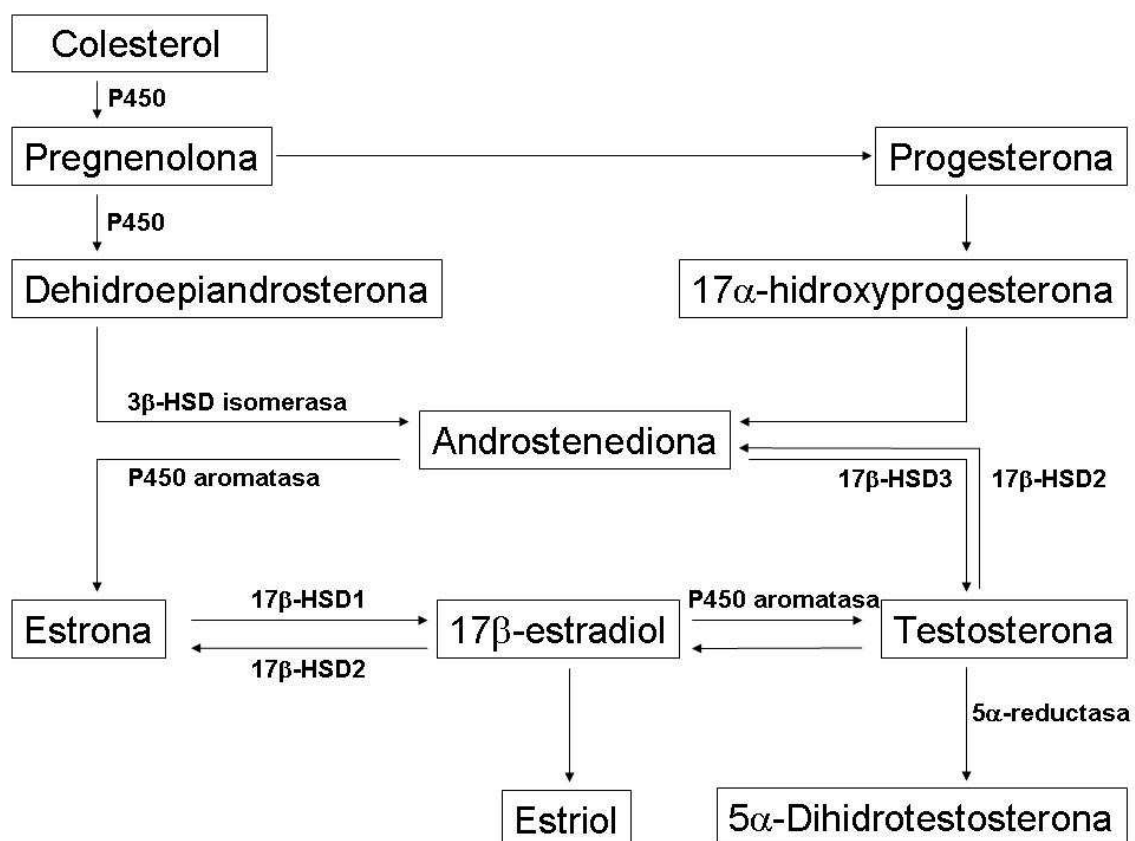 Colesterol
P450
Pregnenolona
Progesterona
P450
Dehidroepiandrosterona
17α-hidroxyprogesterona
3β-HSD isomerasa
Androstenediona
P450 aromatasa
17β-HSD3
17β-HSD2
17β-HSD1
P450 aromatasa
Estrona
17β-estradiol
Testosterona
17β-HSD2
5α-reductasa
Estriol
5α-Dihidrotestosterona